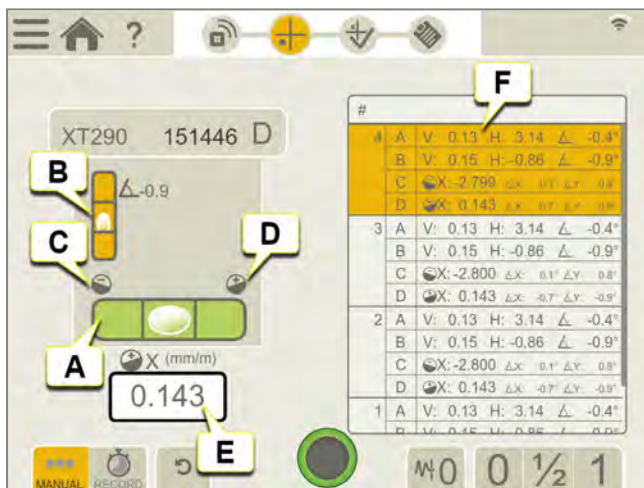 ?
F
#
XT290 151446 D
4 A V: 0.13 H: 3.14 ∠ -0.4°
B V: 0.15 H: -0.86 ∠ -0.9°
C X: -2.799 ∠X: 0.1° ∠Y: 0.8°
D X: 0.143 ∠X: -0.7° ∠Y: -0.9°
3 A V: 0.13 H: 3.14 ∠ -0.4°
B V: 0.15 H: -0.86 ∠ -0.9°
C X: -2.800 ∠X: 0.1° ∠Y: 0.8°
D X: 0.143 ∠X: -0.7° ∠Y: -0.9°
2 A V: 0.13 H: 3.14 ∠ -0.4°
B V: 0.15 H: -0.86 ∠ -0.9°
C X: -2.800 ∠X: 0.1° ∠Y: 0.8°
D X: 0.143 ∠X: -0.7° ∠Y: -0.9°
1 A V: 0.13 H: 3.14 ∠ -0.4°
B
∠-0.9
C
D
A
X (mm/m)
0.143
E
MANUAL RECORD
0 0 ½ 1